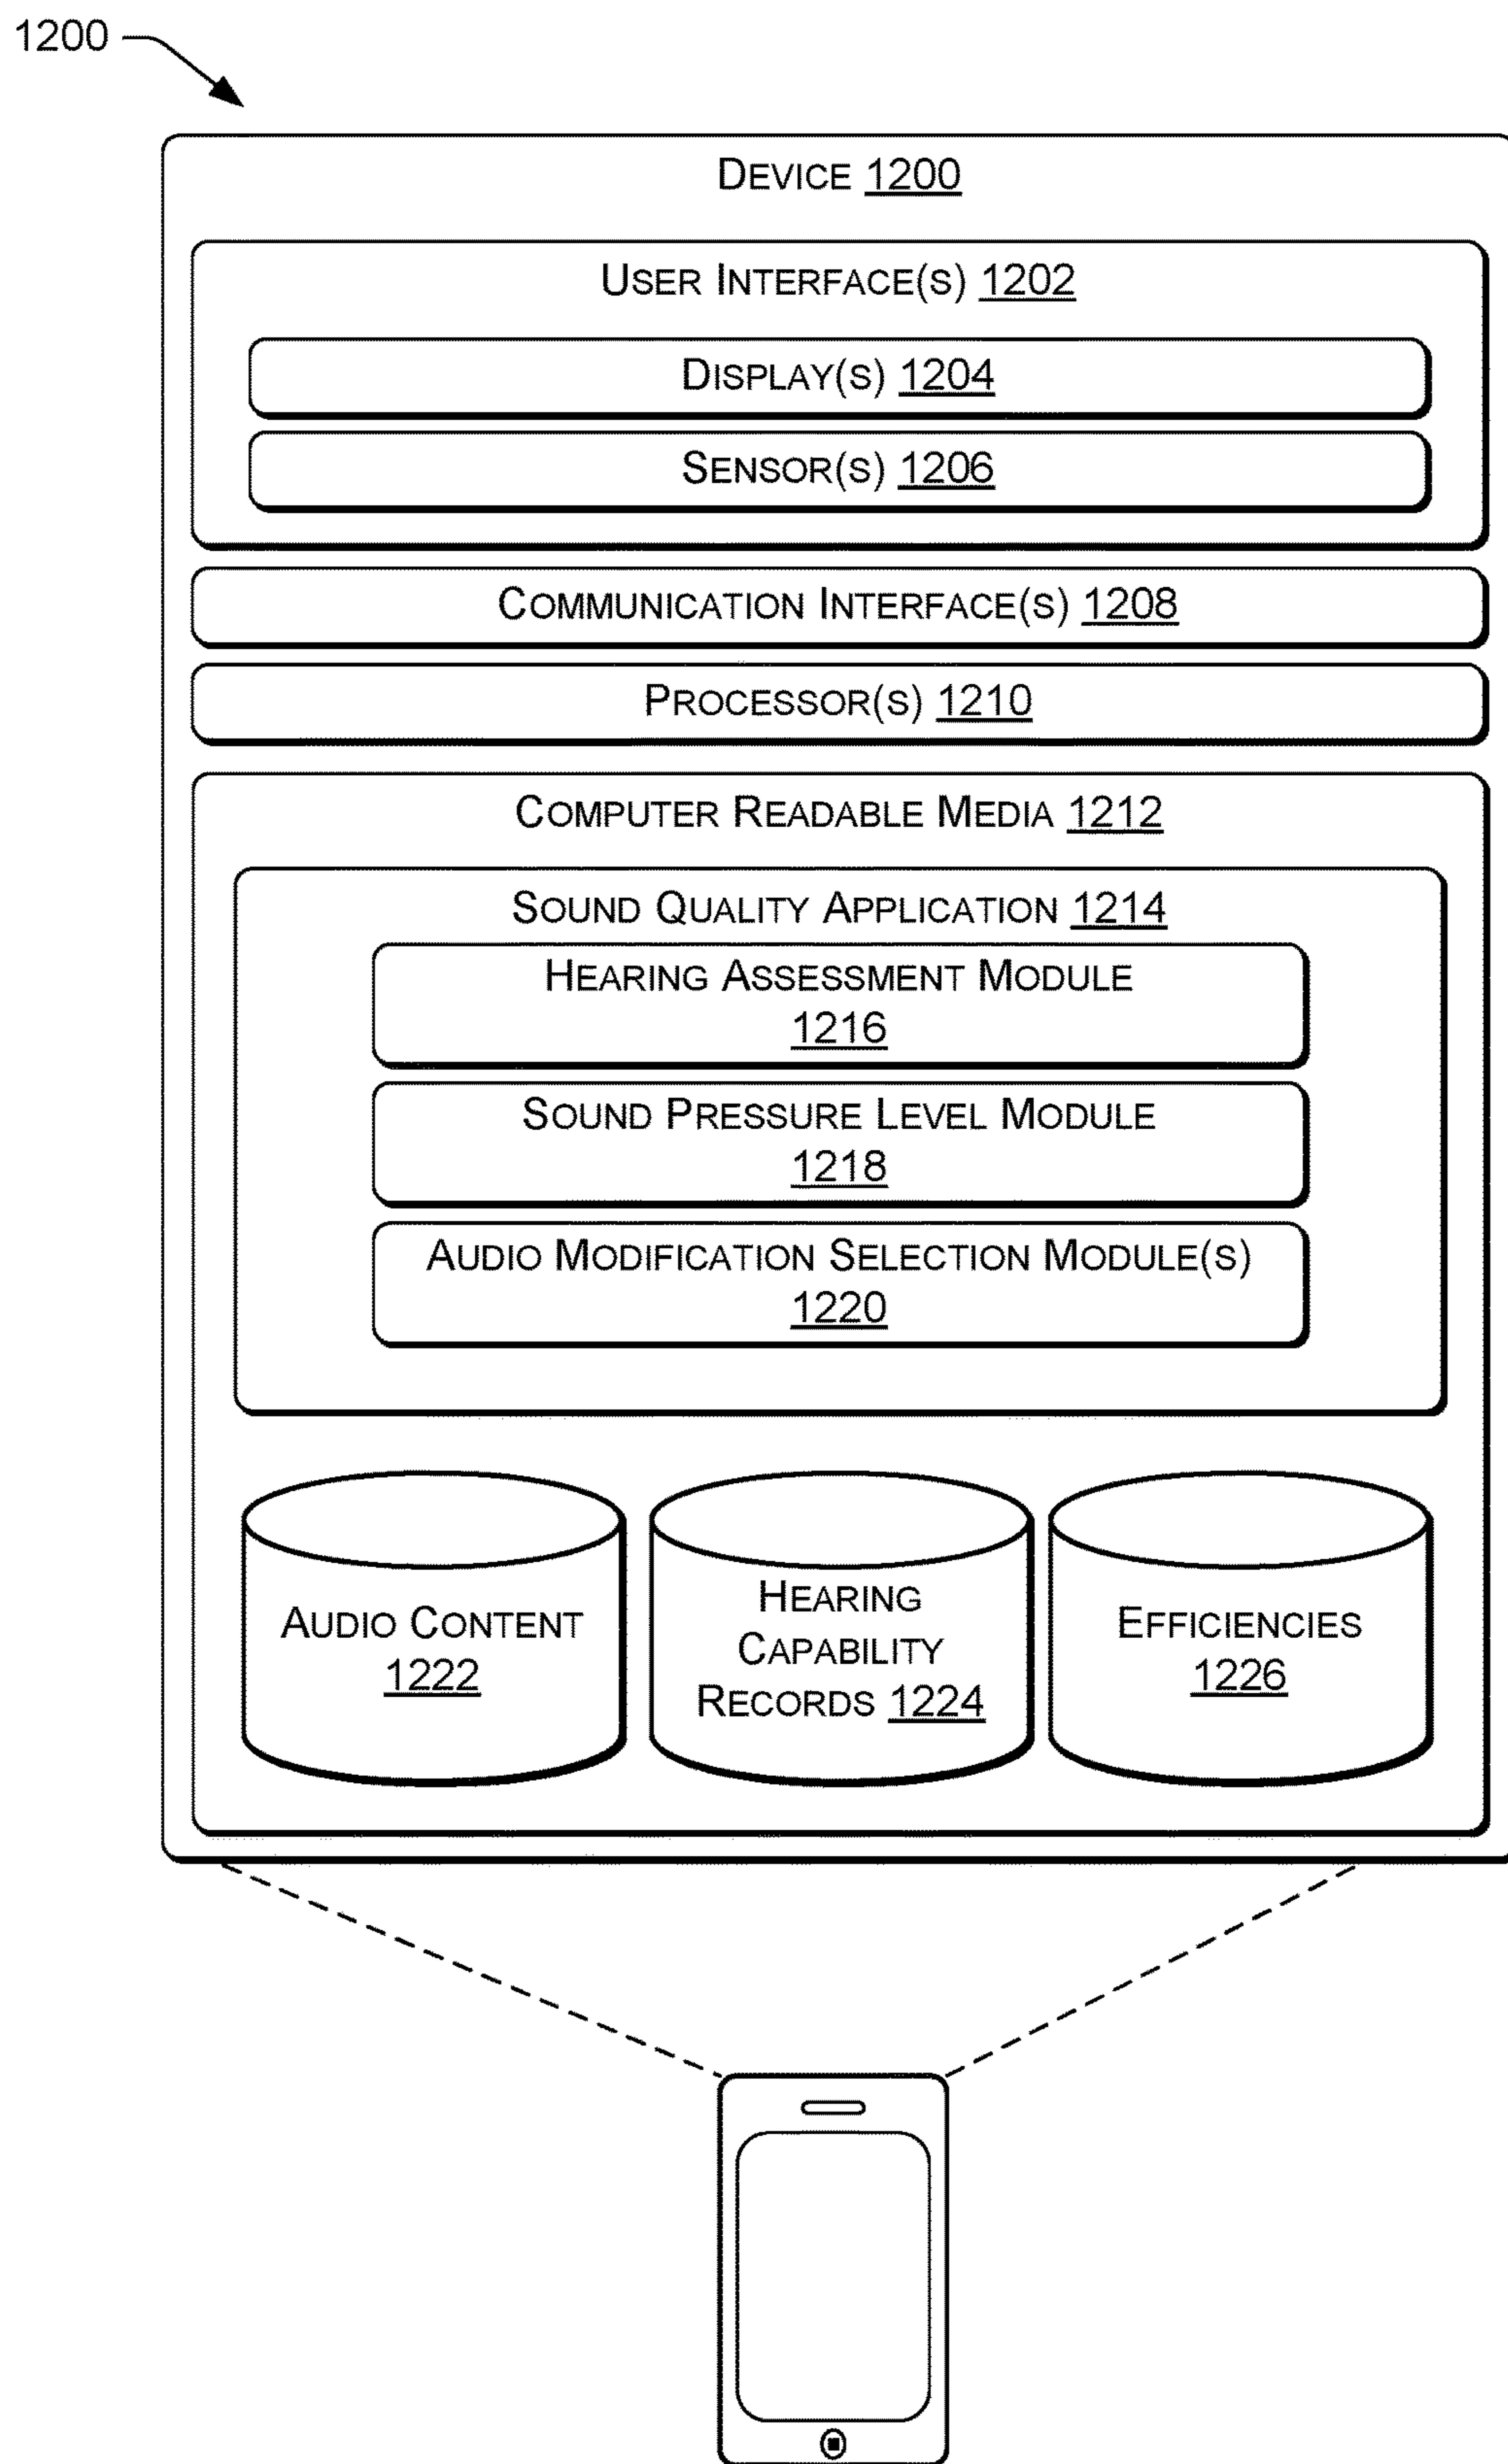 1200
DEVICE 1200
USER INTERFACE(S) 1202
DISPLAY(S) 1204
SENSOR(S) 1206
COMMUNICATION INTERFACE(S) 1208
PROCESSOR(S) 1210
COMPUTER READABLE MEDIA 1212
SOUND QUALITY APPLICATION 1214
HEARING ASSESSMENT MODULE
1216
SOUND PRESSURE LEVEL MODULE
1218
AUDIO MODIFICATION SELECTION MODULE(S)
1220
AUDIO CONTENT
1222
HEARING
CAPABILITY
RECORDS 1224
EFFICIENCIES
1226